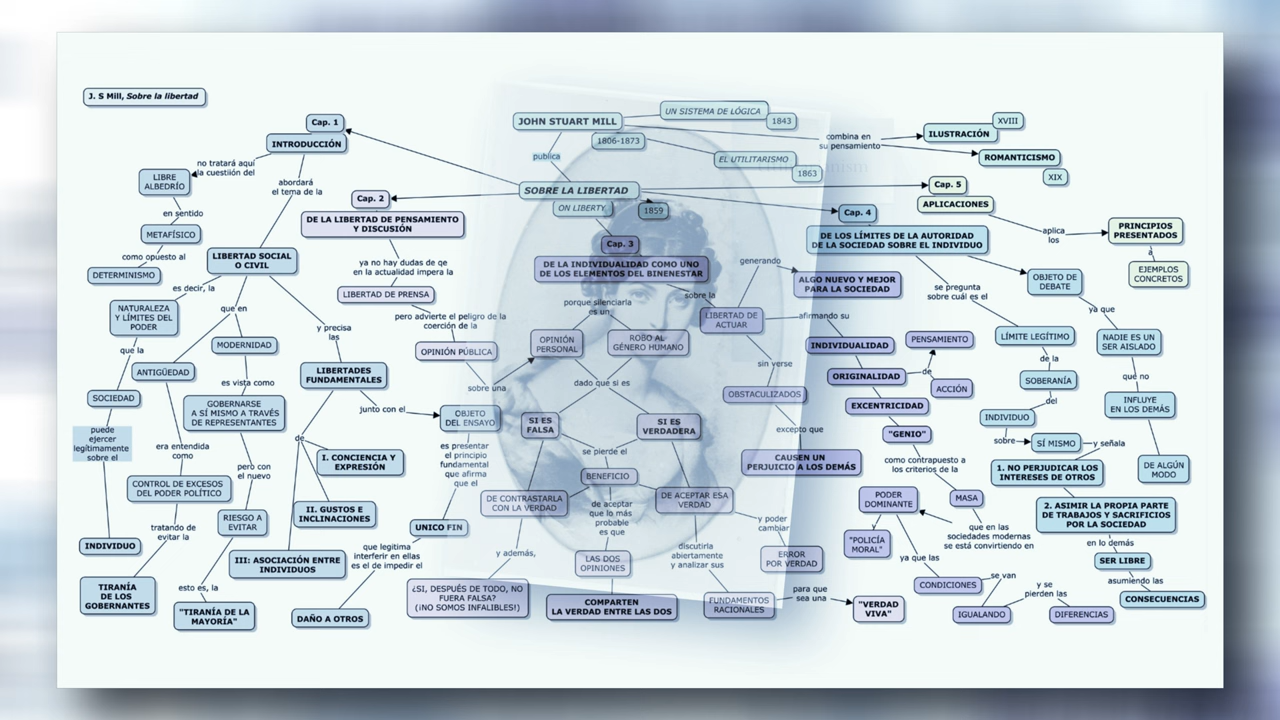 J. S Mill, Sobre la libertad
JOHN STUART MILL
1806-1873
UN SISTEMA DE LÓGICA
1843
EL UTILITARISMO
1863
combina en
su pensamiento
ILUSTRACIÓN
XVIII
ROMANTICISMO
XIX
publica
SOBRE LA LIBERTAD
ON LIBERTY
1859
Cap. 1
INTRODUCCIÓN
no tratará aquí
la cuestiión del
LIBRE
ALBEDRÍO
en sentido
METAFÍSICO
como opuesto al
DETERMINISMO
abordará
el tema de la
LIBERTAD SOCIAL
O CIVIL
es decir, la
NATURALEZA
Y LÍMITES DEL
PODER
que la
SOCIEDAD
puede
ejercer
legítimamente
sobre el
INDIVIDUO
que en
ANTIGÜEDAD
era entendida
como
CONTROL DE EXCESOS
DEL PODER POLÍTICO
tratando de
evitar la
TIRANÍA
DE LOS
GOBERNANTES
MODERNIDAD
es vista como
GOBERNARSE
A SÍ MISMO A TRAVÉS
DE REPRESENTANTES
pero con
el nuevo
RIESGO A
EVITAR
esto es, la
"TIRANÍA DE LA
MAYORÍA"
y precisa
las
LIBERTADES
FUNDAMENTALES
de
I. CONCIENCIA Y
EXPRESIÓN
II. GUSTOS E
INCLINACIONES
III: ASOCIACIÓN ENTRE
INDIVIDUOS
junto con el
OBJETO
DEL ENSAYO
es presentar
el principio
fundamental
que afirma
que el
UNICO FIN
que legitima
interferir en ellas
es el de impedir el
DAÑO A OTROS
Cap. 2
DE LA LIBERTAD DE PENSAMIENTO
Y DISCUSIÓN
ya no hay dudas de qe
en la actualidad impera la
LIBERTAD DE PRENSA
pero advierte el peligro de la
coerción de la
OPINIÓN PÚBLICA
sobre una
OPINIÓN
PERSONAL
porque silenciarla
es un
ROBO AL
GÉNERO HUMANO
dado que si es
SI ES
FALSA
SI ES
VERDADERA
se pierde el
BENEFICIO
DE CONTRASTARLA
CON LA VERDAD
de aceptar
que lo más
probable
es que
DE ACEPTAR ESA
VERDAD
y además,
¿SI, DESPUÉS DE TODO, NO
FUERA FALSA?
(¡NO SOMOS INFALIBLES!)
LAS DOS
OPINIONES
COMPARTEN
LA VERDAD ENTRE LAS DOS
discutirla
abiertamente
y analizar sus
FUNDAMENTOS
RACIONALES
y poder
cambiar
ERROR
POR VERDAD
para que
sea una
"VERDAD
VIVA"
Cap. 3
DE LA INDIVIDUALIDAD COMO UNO
DE LOS ELEMENTOS DEL BINENESTAR
sobre la
LIBERTAD DE
ACTUAR
generando
ALGO NUEVO Y MEJOR
PARA LA SOCIEDAD
afirmando su
INDIVIDUALIDAD
ORIGINALIDAD
de
PENSAMIENTO
ACCIÓN
EXCENTRICIDAD
"GENIO"
como contrapuesto a
los criterios de la
PODER
DOMINANTE
MASA
"POLICÍA
MORAL"
que en las
sociedades modernas
se está convirtiendo en
ya que las
CONDICIONES
se van
IGUALANDO
y se
pierden las
DIFERENCIAS
sin verse
OBSTACULIZADOS
excepto que
CAUSEN UN
PERJUICIO A LOS DEMÁS
Cap. 4
DE LOS LÍMITES DE LA AUTORIDAD
DE LA SOCIEDAD SOBRE EL INDIVIDUO
se pregunta
sobre cuál es el
LÍMITE LEGÍTIMO
de la
SOBERANÍA
del
INDIVIDUO
sobre
SÍ MISMO
y señala
1. NO PERJUDICAR LOS
INTERESES DE OTROS
2. ASIMIR LA PROPIA PARTE
DE TRABAJOS Y SACRIFICIOS
POR LA SOCIEDAD
en lo demás
SER LIBRE
asumiendo las
CONSECUENCIAS
OBJETO DE
DEBATE
ya que
NADIE ES UN
SER AISLADO
que no
INFLUYE
EN LOS DEMÁS
DE ALGÚN
MODO
Cap. 5
APLICACIONES
aplica
los
PRINCIPIOS
PRESENTADOS
a
EJEMPLOS
CONCRETOS